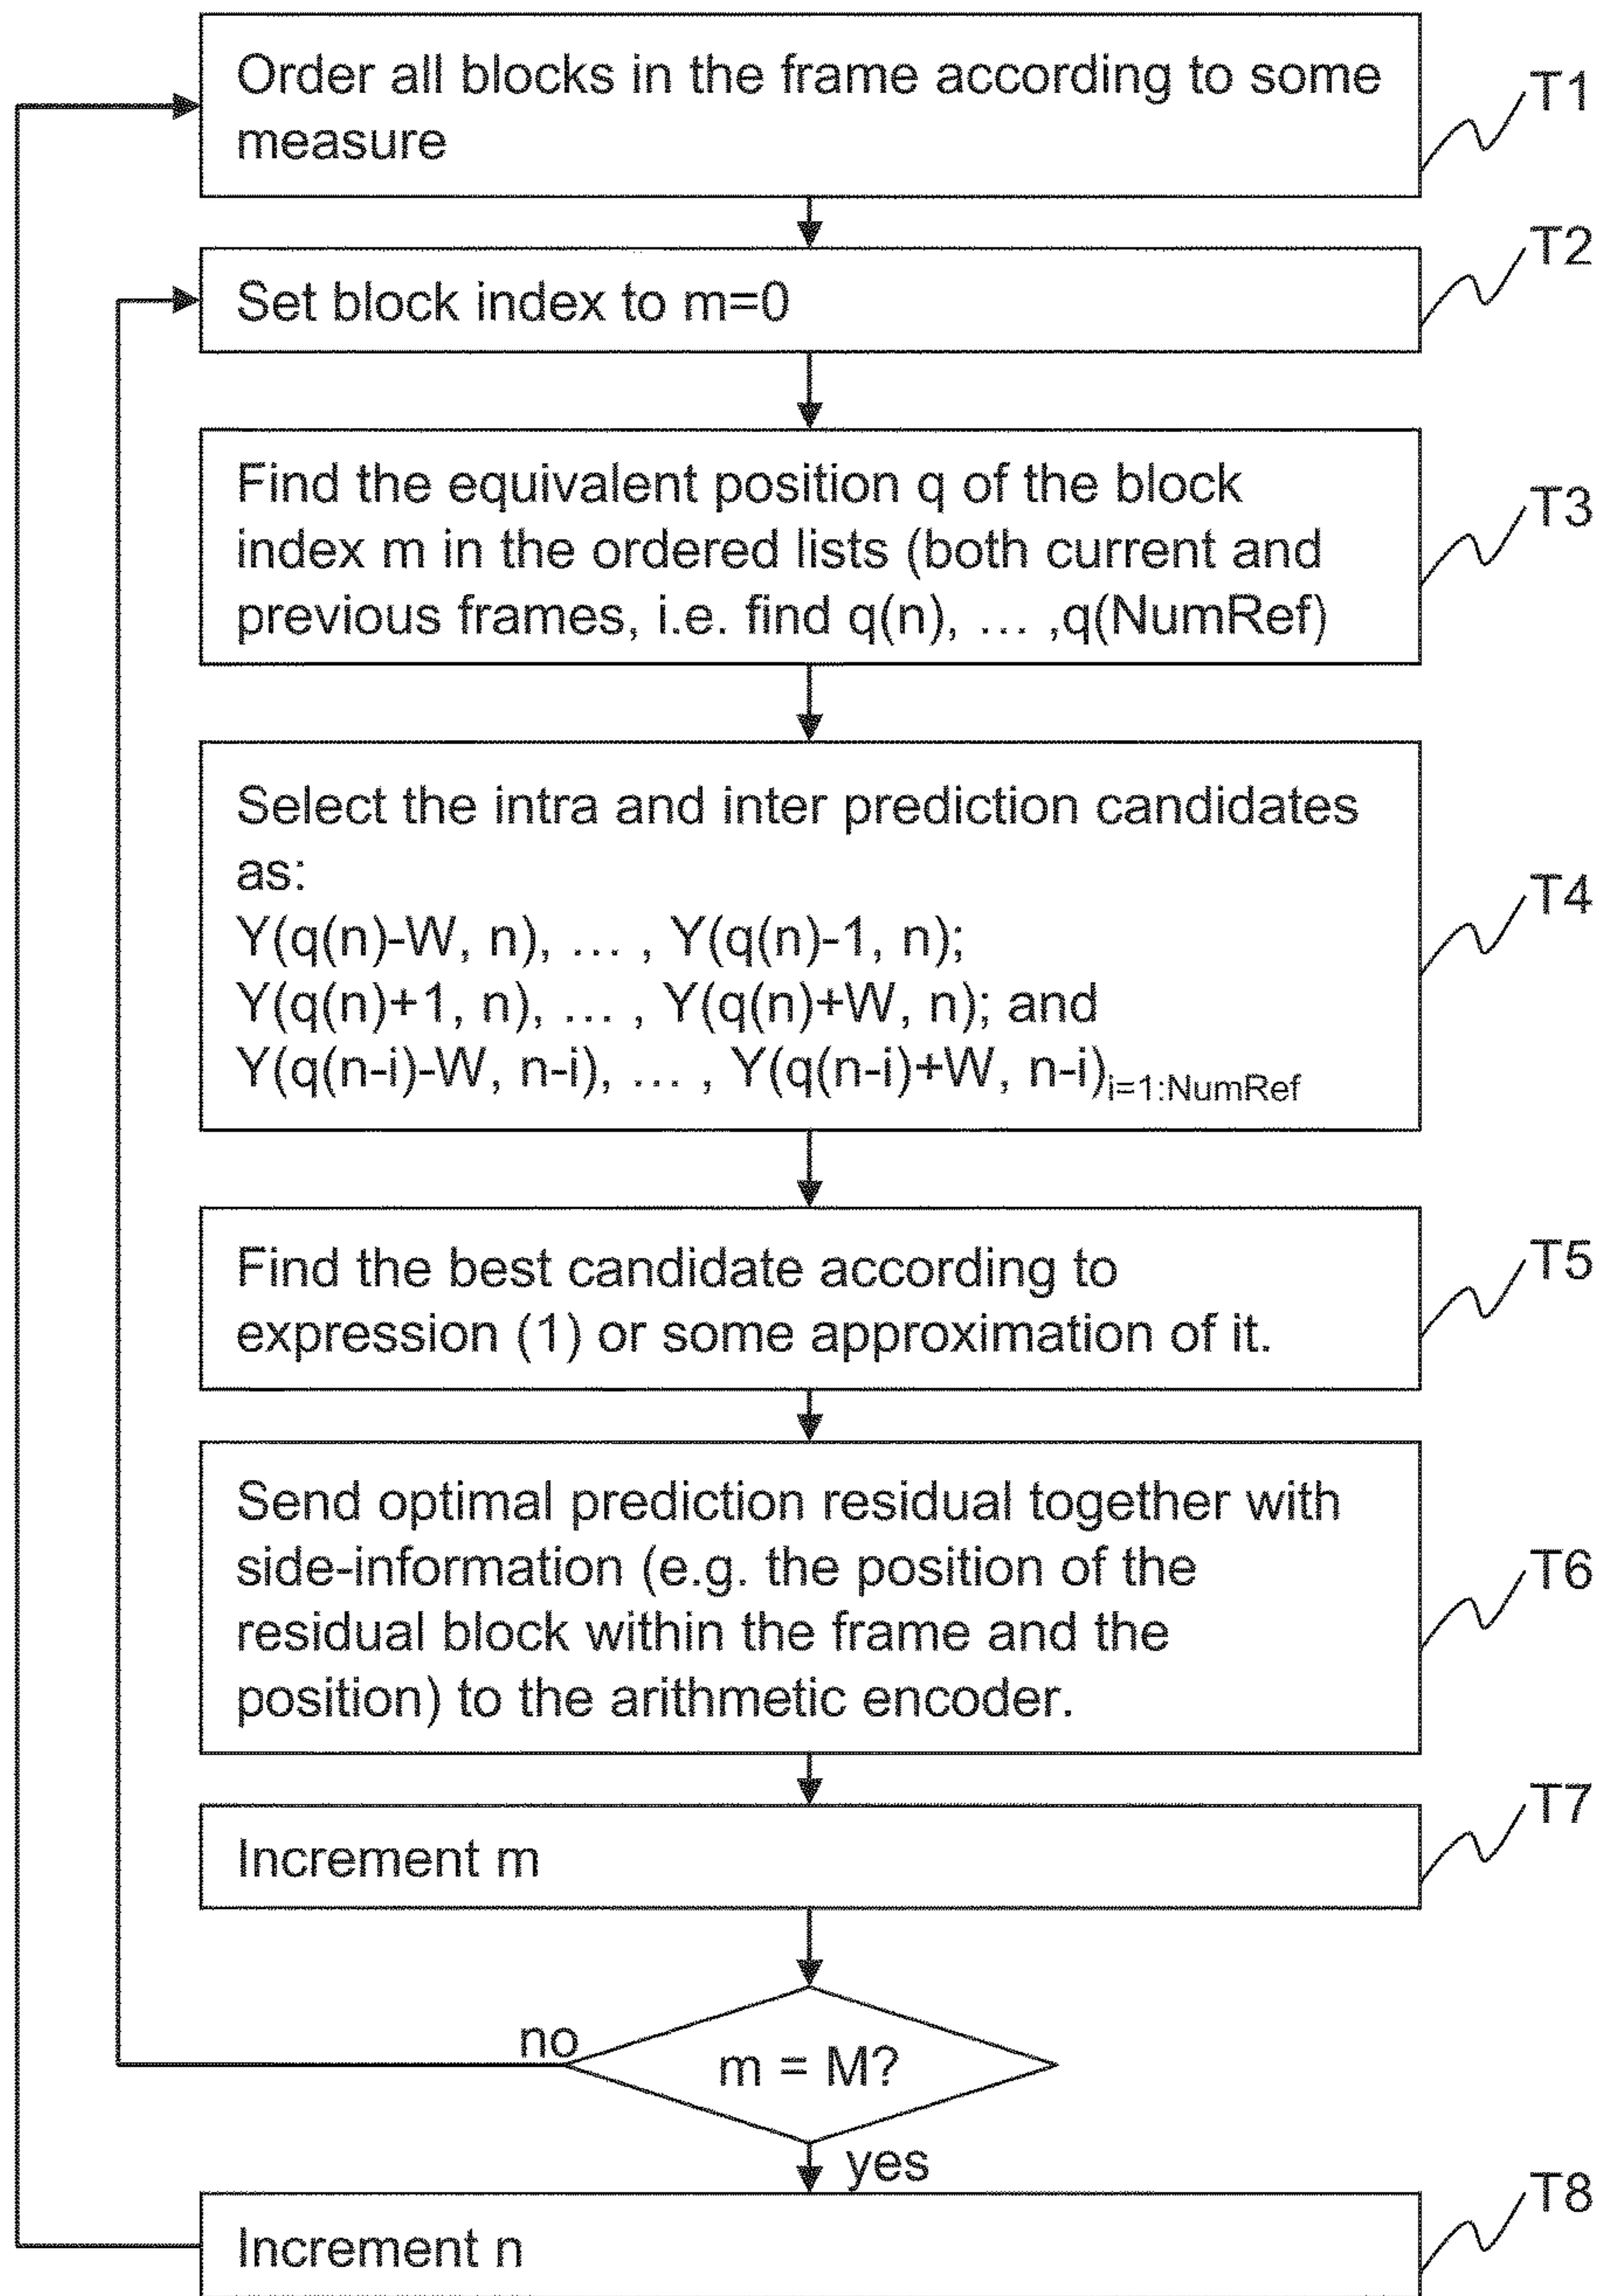 Order all blocks in the frame according to some
measure
T1
Set block index to m=0
T2
Find the equivalent position q of the block
index m in the ordered lists (both current and
previous frames, i.e. find q(n), … ,q(NumRef)
T3
Select the intra and inter prediction candidates
as:
Y(q(n)-W, n), … , Y(q(n)-1, n);
Y(q(n)+1, n), … , Y(q(n)+W, n); and
Y(q(n-i)-W, n-i), … , Y(q(n-i)+W, n-i)i=1:NumRef
T4
Find the best candidate according to
expression (1) or some approximation of it.
T5
Send optimal prediction residual together with
side-information (e.g. the position of the
residual block within the frame and the
position) to the arithmetic encoder.
T6
Increment m
T7
no
m = M?
yes
Increment n
T8